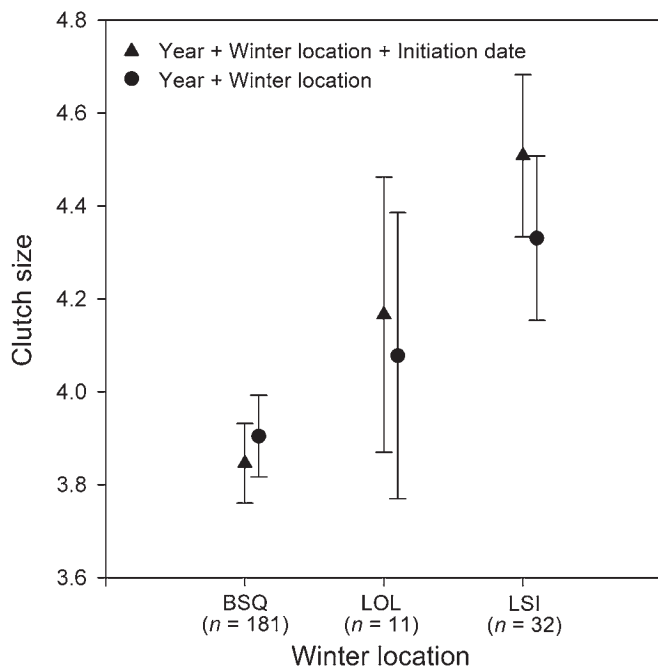 4.8
▲ Year + Winter location + Initiation date
● Year + Winter location
4.6
4.4
4.2
4.0
3.8
3.6
Clutch size
BSQ LOL LSI
(n = 181) (n = 11) (n = 32)
Winter location